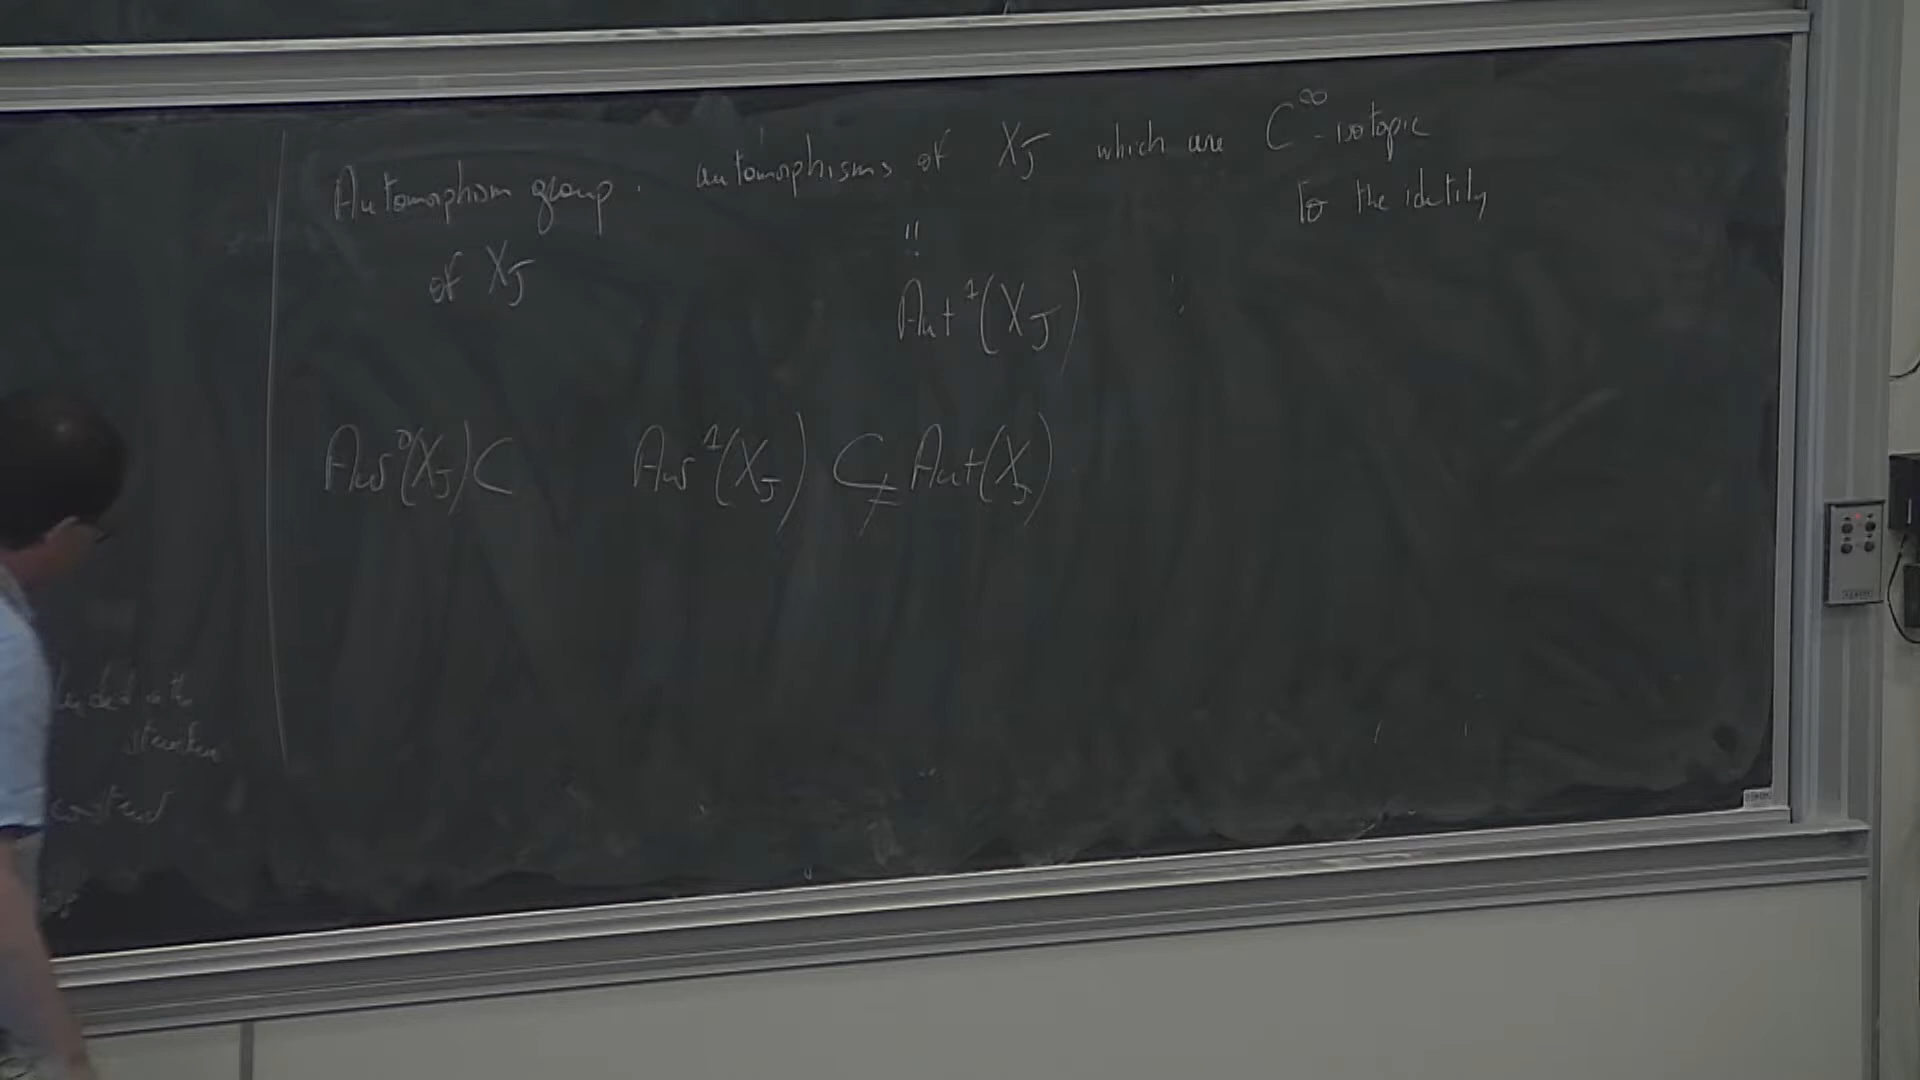 Automorphism group. automorphisms of X_J which are C^∞-isotopic
to the idetity
of X_J
!!
Aut^1(X_J)
Aut^0(X_J) ⊂ Aut^1(X_J) ⊊ Aut(X_J)